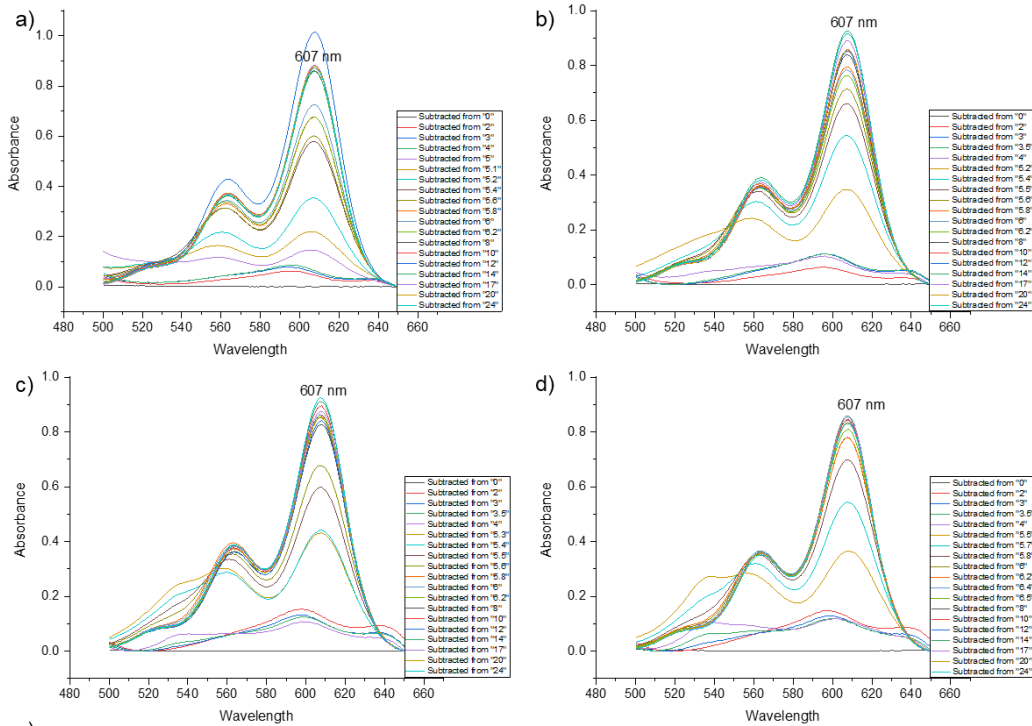 a)
607 nm
1.0
0.8
0.6
0.4
0.2
0.0
Absorbance
480 500 520 540 560 580 600 620 640 660
Wavelength
Subtracted from "0"
Subtracted from "2"
Subtracted from "3"
Subtracted from "4"
Subtracted from "5"
Subtracted from "5.1"
Subtracted from "5.2"
Subtracted from "5.4"
Subtracted from "5.6"
Subtracted from "5.8"
Subtracted from "6"
Subtracted from "6.2"
Subtracted from "8"
Subtracted from "10"
Subtracted from "12"
Subtracted from "14"
Subtracted from "17"
Subtracted from "20"
Subtracted from "24"
b)
607 nm
1.0
0.8
0.6
0.4
0.2
0.0
Absorbance
480 500 520 540 560 580 600 620 640 660
Wavelength
Subtracted from "0"
Subtracted from "2"
Subtracted from "3"
Subtracted from "3.5"
Subtracted from "4"
Subtracted from "5.2"
Subtracted from "5.4"
Subtracted from "5.5"
Subtracted from "5.6"
Subtracted from "5.8"
Subtracted from "6"
Subtracted from "6.2"
Subtracted from "8"
Subtracted from "10"
Subtracted from "12"
Subtracted from "14"
Subtracted from "17"
Subtracted from "20"
Subtracted from "24"
c)
607 nm
1.0
0.8
0.6
0.4
0.2
0.0
Absorbance
480 500 520 540 560 580 600 620 640 660
Wavelength
Subtracted from "0"
Subtracted from "2"
Subtracted from "3"
Subtracted from "3.5"
Subtracted from "4"
Subtracted from "5.3"
Subtracted from "5.4"
Subtracted from "5.5"
Subtracted from "5.6"
Subtracted from "5.8"
Subtracted from "6"
Subtracted from "6.2"
Subtracted from "8"
Subtracted from "10"
Subtracted from "12"
Subtracted from "14"
Subtracted from "17"
Subtracted from "20"
Subtracted from "24"
d)
607 nm
1.0
0.8
0.6
0.4
0.2
0.0
Absorbance
480 500 520 540 560 580 600 620 640 660
Wavelength
Subtracted from "0"
Subtracted from "2"
Subtracted from "3"
Subtracted from "3.5"
Subtracted from "4"
Subtracted from "5.5"
Subtracted from "5.7"
Subtracted from "5.8"
Subtracted from "6"
Subtracted from "6.2"
Subtracted from "6.4"
Subtracted from "6.5"
Subtracted from "8"
Subtracted from "10"
Subtracted from "12"
Subtracted from "14"
Subtracted from "17"
Subtracted from "20"
Subtracted from "24"